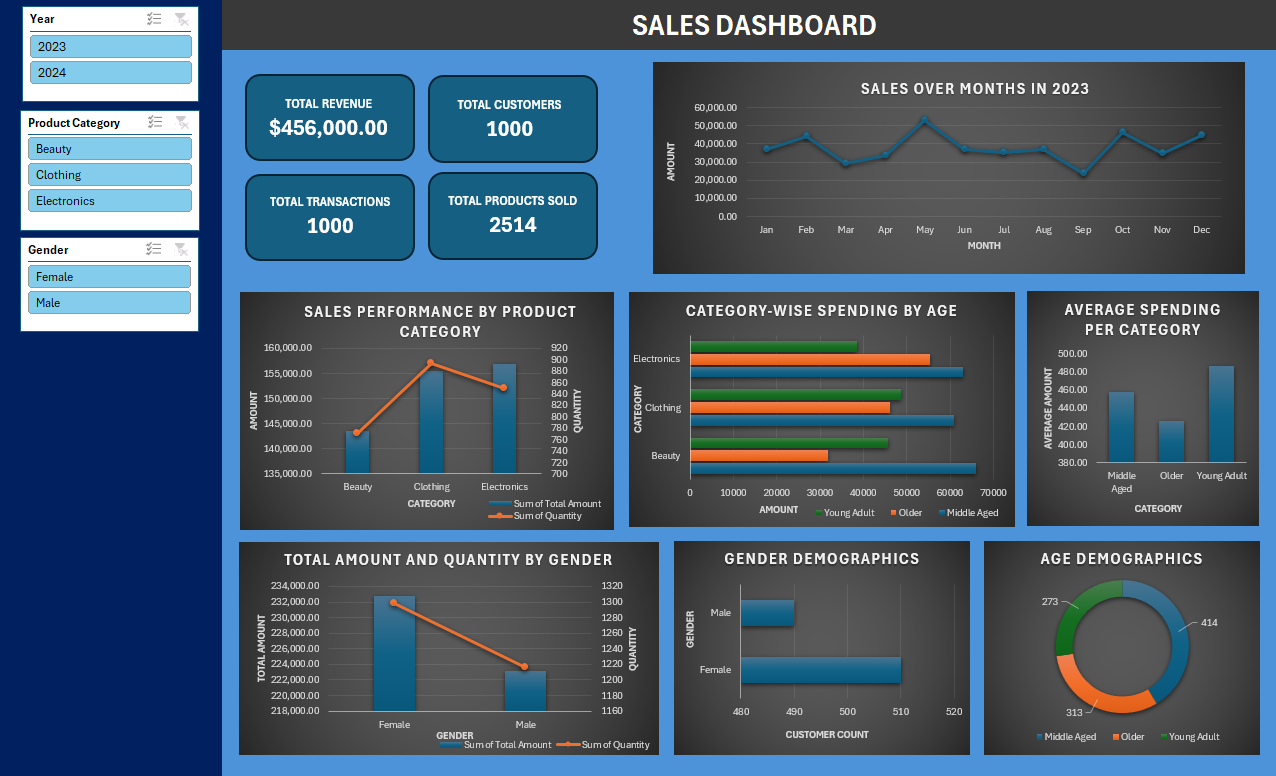 SALES DASHBOARD
Year
2023
2024
Product Category
Beauty
Clothing
Electronics
Gender
Female
Male
TOTAL REVENUE
$456,000.00
TOTAL CUSTOMERS
1000
TOTAL TRANSACTIONS
1000
TOTAL PRODUCTS SOLD
2514
SALES OVER MONTHS IN 2023
AMOUNT
60,000.00
50,000.00
40,000.00
30,000.00
20,000.00
10,000.00
0.00
Jan Feb Mar Apr May Jun Jul Aug Sep Oct Nov Dec
MONTH
SALES PERFORMANCE BY PRODUCT
CATEGORY
AMOUNT
160,000.00
155,000.00
150,000.00
145,000.00
140,000.00
135,000.00
920
900
880
860
840
820
800
780
760
740
720
700
QUANTITY
Beauty Clothing Electronics
CATEGORY
Sum of Total Amount
Sum of Quantity
CATEGORY-WISE SPENDING BY AGE
CATEGORY
Electronics
Clothing
Beauty
0 10000 20000 30000 40000 50000 60000 70000
AMOUNT
Young Adult Older Middle Aged
AVERAGE SPENDING
PER CATEGORY
AVERAGE AMOUNT
500.00
480.00
460.00
440.00
420.00
400.00
380.00
Middle Older Young Adult
Aged
CATEGORY
TOTAL AMOUNT AND QUANTITY BY GENDER
TOTAL AMOUNT
234,000.00
232,000.00
230,000.00
228,000.00
226,000.00
224,000.00
222,000.00
220,000.00
218,000.00
1320
1300
1280
1260
1240
1220
1200
1180
1160
QUANTITY
Female Male
GENDER
Sum of Total Amount Sum of Quantity
GENDER DEMOGRAPHICS
GENDER
Male
Female
480 490 500 510 520
CUSTOMER COUNT
AGE DEMOGRAPHICS
273
414
313
Middle Aged Older Young Adult